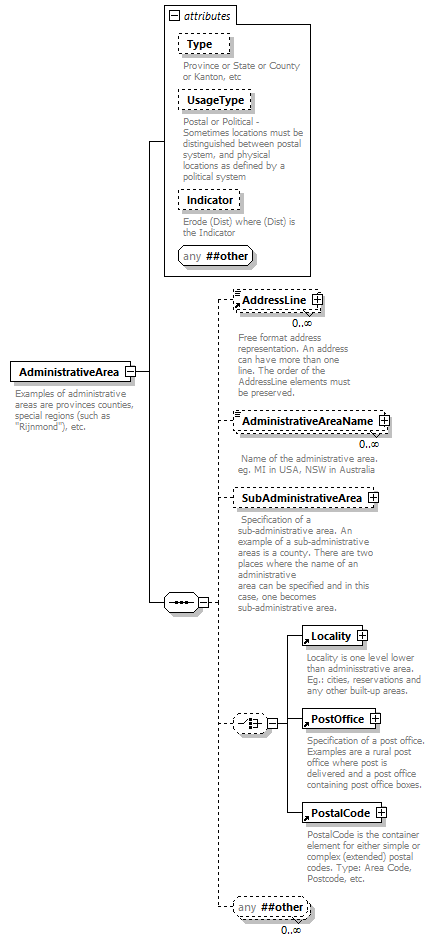 attributes
Type
Province or State or County
or Kanton, etc
UsageType
Postal or Political -
Sometimes locations must be
distinguished between postal
system, and physical
locations as defined by a
political system
Indicator
Erode (Dist) where (Dist) is
the Indicator
any ##other
AddressLine
0..∞
Free format address
representation. An address
can have more than one
line. The order of the
AddressLine elements must
be preserved.
AdministrativeArea
Examples of administrative
areas are provinces counties,
special regions (such as
"Rijnmond"), etc.
AdministrativeAreaName
0..∞
Name of the administrative area.
eg. MI in USA, NSW in Australia
SubAdministrativeArea
Specification of a
sub-administrative area. An
example of a sub-administrative
areas is a county. There are two
places where the name of an
administrative
area can be specified and in this
case, one becomes
sub-administrative area.
Locality
Locality is one level lower
than adminisstrative area.
Eg.: cities, reservations and
any other built-up areas.
PostOffice
Specification of a post office.
Examples are a rural post
office where post is
delivered and a post office
containing post office boxes.
PostalCode
PostalCode is the container
element for either simple or
complex (extended) postal
codes. Type: Area Code,
Postcode, etc.
any ##other
0..∞